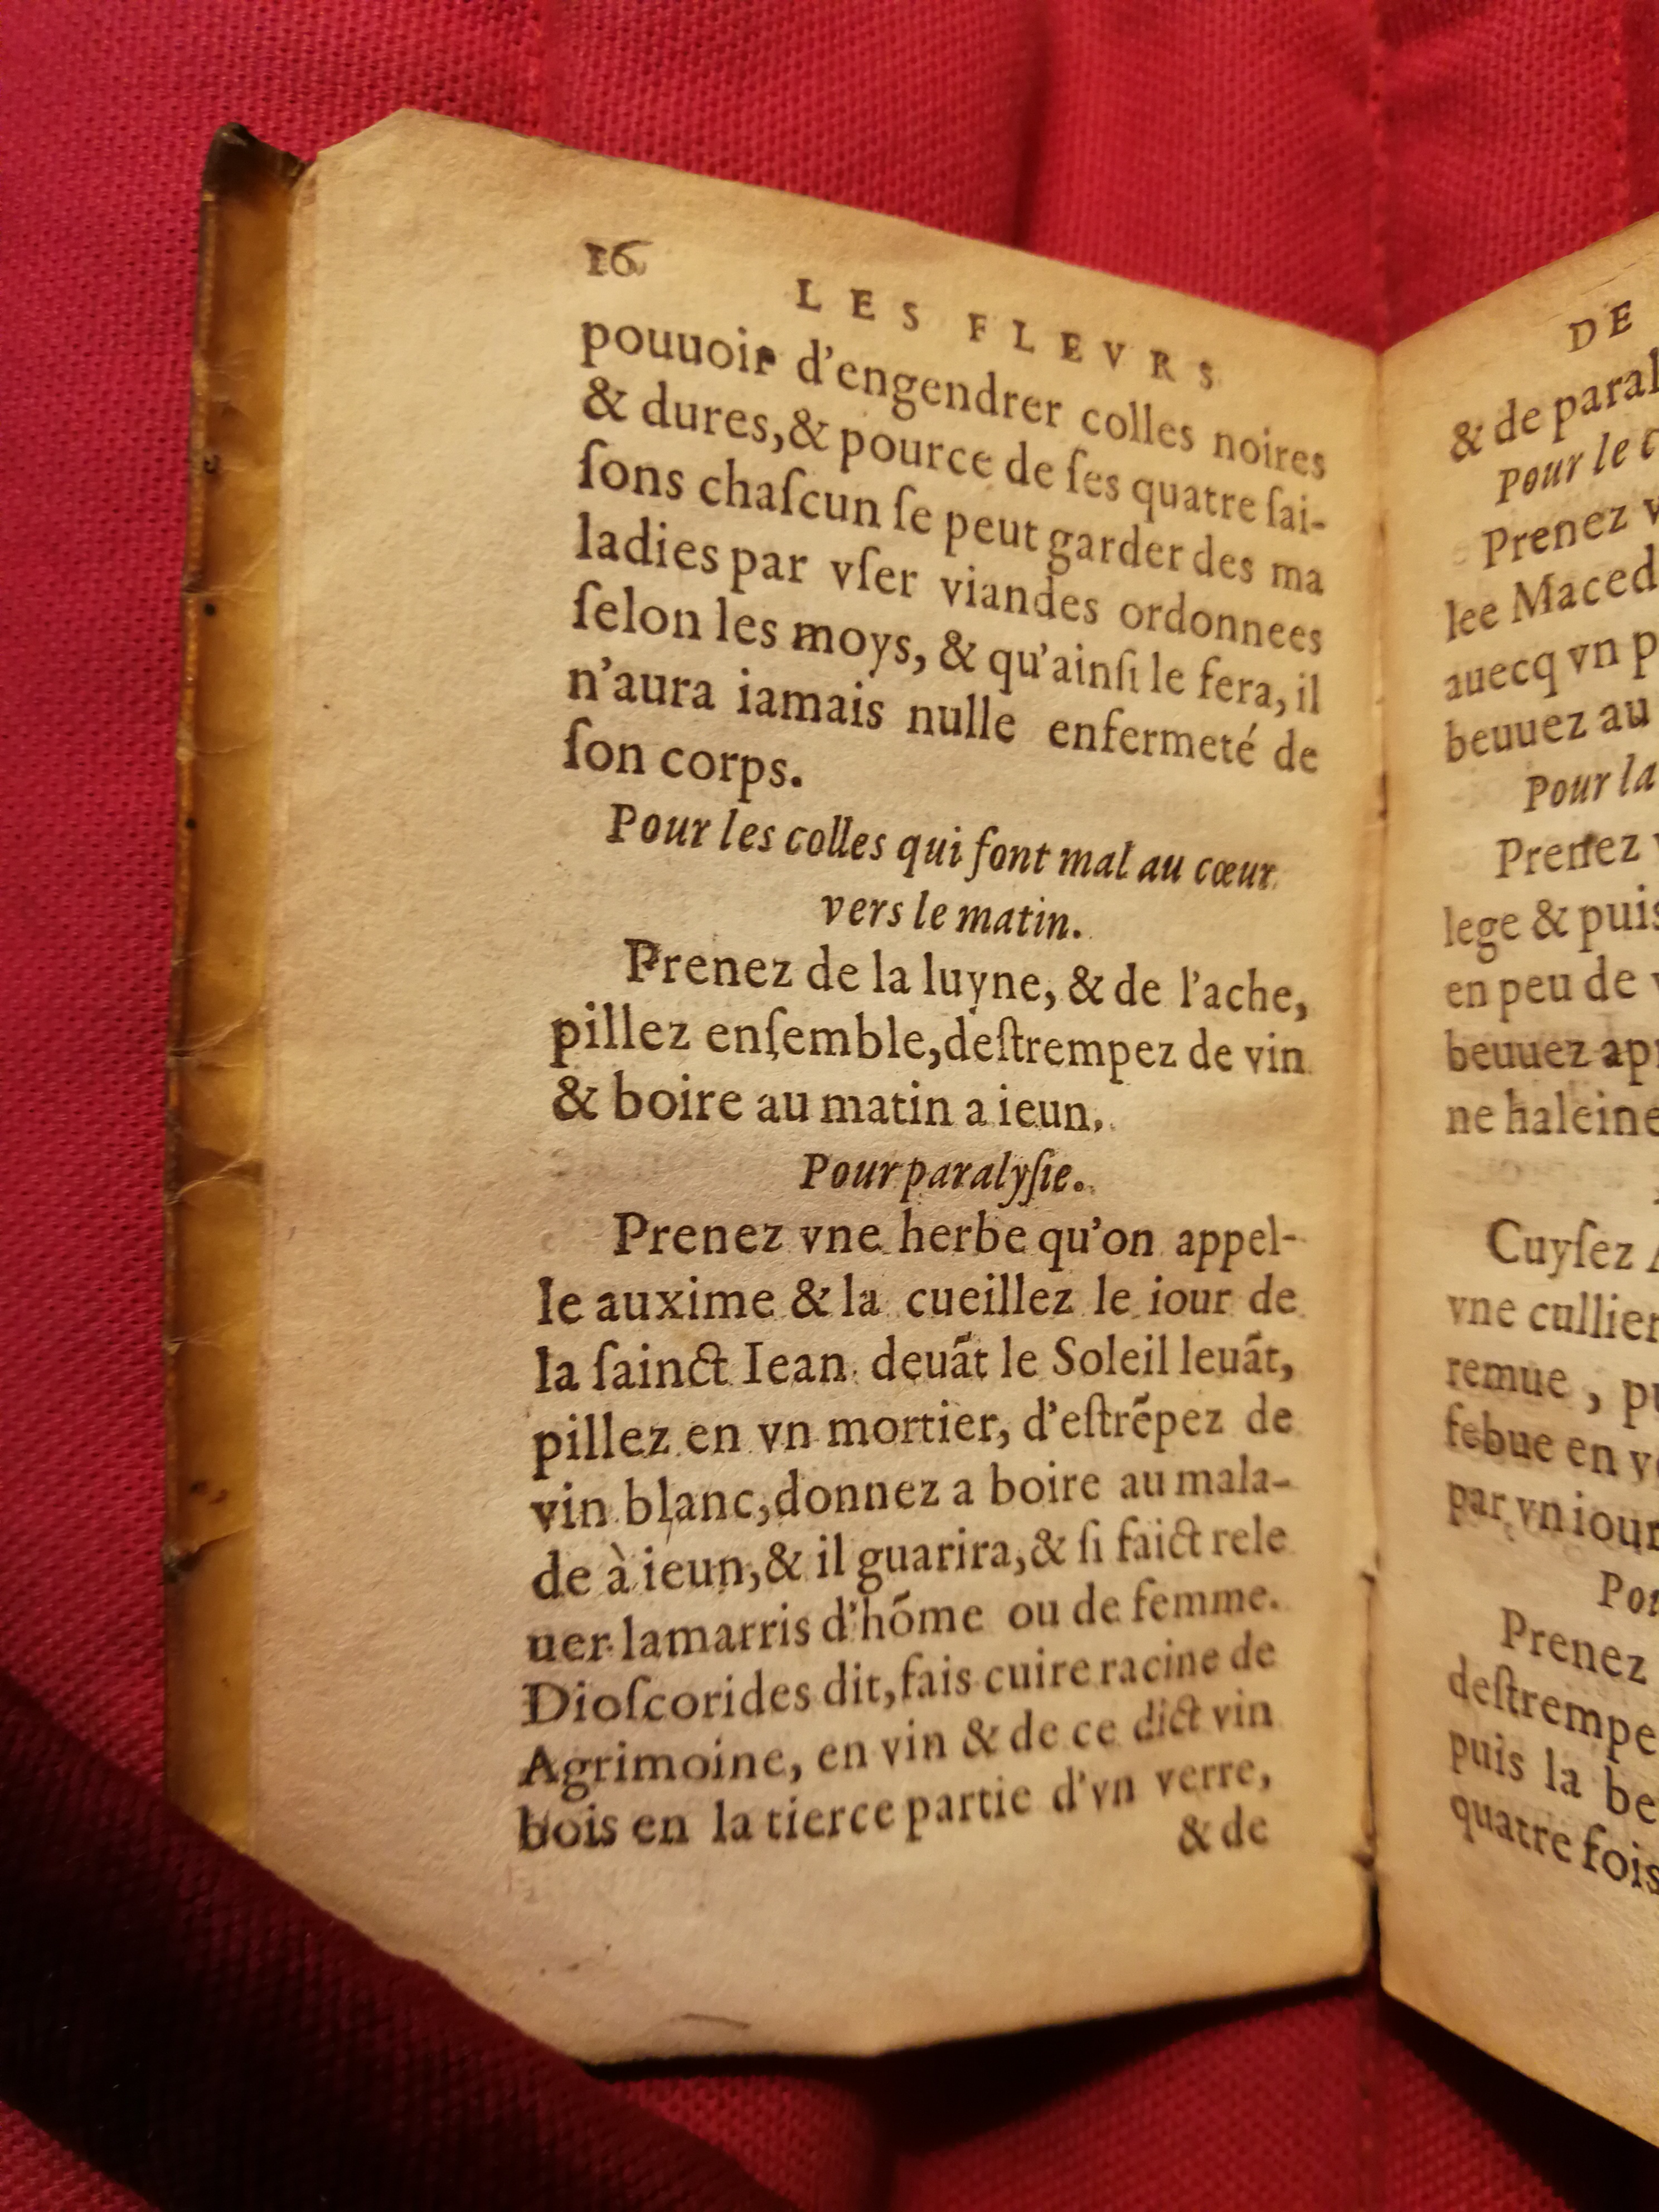 16
LES FLEVRS
pouuoir d'engendrer colles noires
& dures,& pource de ſes quatre ſai-
ſons chaſcun ſe peut garder des ma
ladies par vſer viandes ordonnees
ſelon les moys, & qu'ainſi le fera, il
n'aura iamais nulle enfermeté de
ſon corps.
Pour les colles qui font mal au cœur
vers le matin.
Prenez de la luyne, & de l'ache,
pillez enſemble,deſtrempez de vin
& boire au matin a ieun.
Pour paralyſie.
Prenez vne herbe qu'on appel-
le auxime & la cueillez le iour de
la ſainct Iean deuãt le Soleil leuãt,
pillez en vn mortier, d'eſtrẽpez de
vin blanc,donnez a boire au mala-
de à ieun,& il guarira,& ſi faict rele
uer lamarris d'hõme ou de femme.
Dioſcorides dit, fais cuire racine de
Agrimoine, en vin & de ce dict vin
bois en la tierce partie d'vn verre,
& de
DE
& de paral
Pour le
Prenez v
lee Maced
auecq vn p
beuuez au
Pour la
Prenez
lege & puis
en peu de
beuuez apr
ne haleine
Cuyſez
vne cullier
remue, pu
febue en
par vn iour
Pou
Prenez
deſtrempe
puis la be
quatre fois